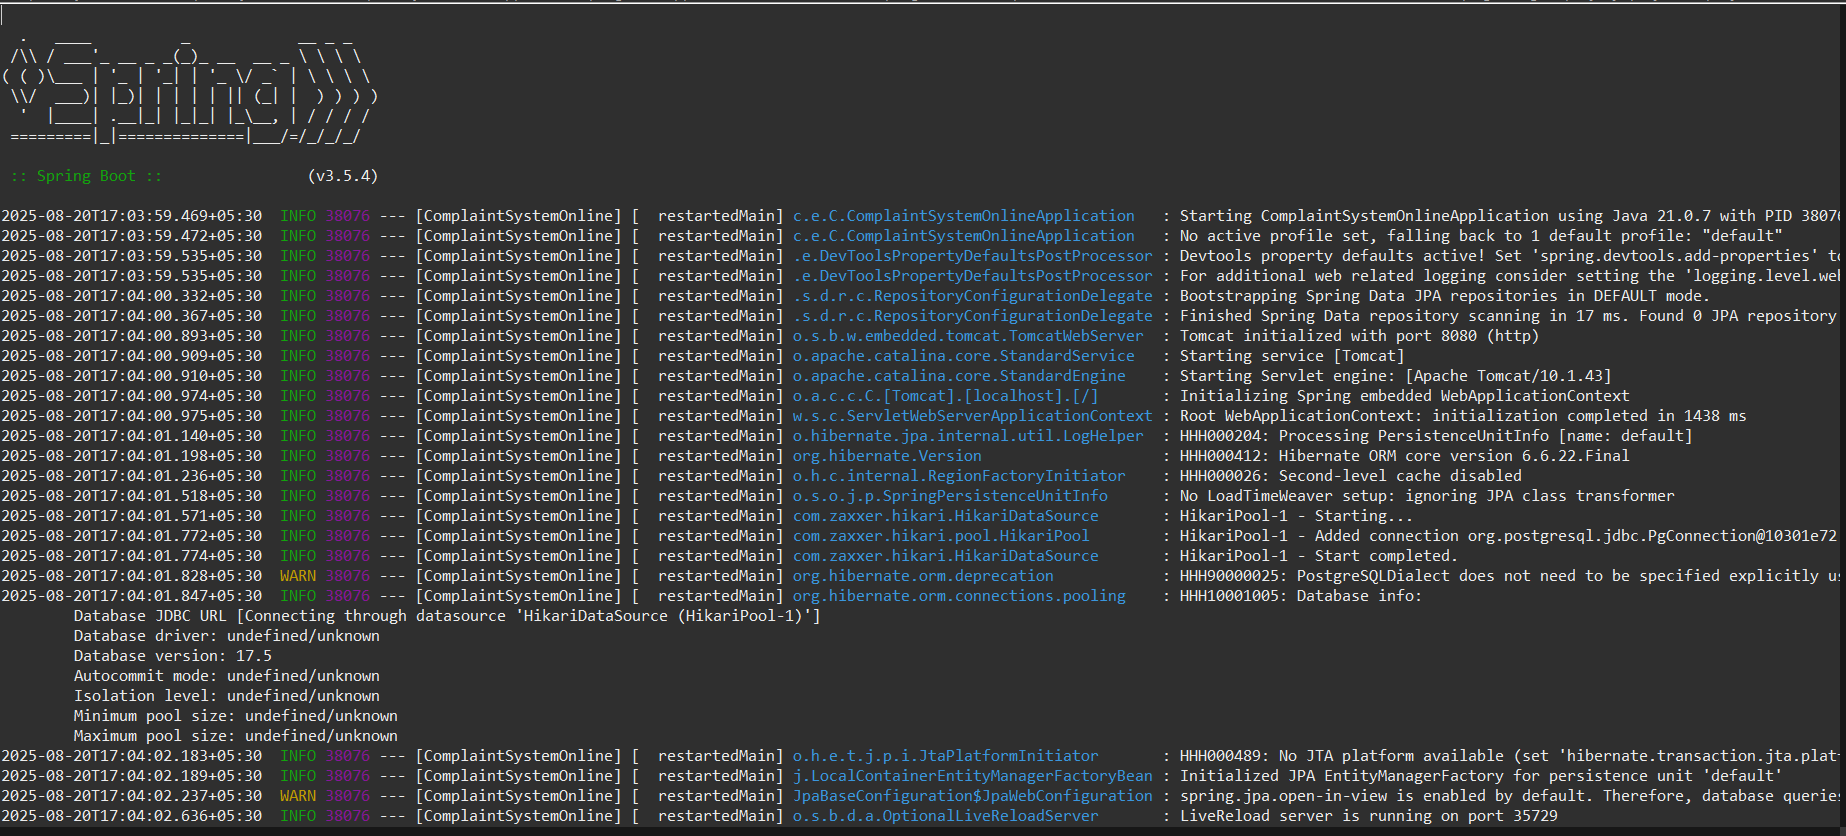 .   ____          _            __ _ _
 /\\ / ___'_ __ _ _(_)_ __  __ _ \ \ \ \
( ( )\___ | '_ | '_| | '_ \/ _` | \ \ \ \
 \\/  ___)| |_)| | | | | || (_| |  ) ) ) )
  '  |____| .__|_| |_|_| |_\__, | / / / /
 =========|_|==============|___/=/_/_/_/
 :: Spring Boot ::                (v3.5.4)
2025-08-20T17:03:59.469+05:30  INFO 38076 --- [ComplaintSystemOnline] [  restartedMain] c.e.C.ComplaintSystemOnlineApplication   : Starting ComplaintSystemOnlineApplication using Java 21.0.7 with PID 38076
2025-08-20T17:03:59.472+05:30  INFO 38076 --- [ComplaintSystemOnline] [  restartedMain] c.e.C.ComplaintSystemOnlineApplication   : No active profile set, falling back to 1 default profile: "default"
2025-08-20T17:03:59.535+05:30  INFO 38076 --- [ComplaintSystemOnline] [  restartedMain] .e.DevToolsPropertyDefaultsPostProcessor : Devtools property defaults active! Set 'spring.devtools.add-properties' to
2025-08-20T17:03:59.535+05:30  INFO 38076 --- [ComplaintSystemOnline] [  restartedMain] .e.DevToolsPropertyDefaultsPostProcessor : For additional web related logging consider setting the 'logging.level.web
2025-08-20T17:04:00.332+05:30  INFO 38076 --- [ComplaintSystemOnline] [  restartedMain] .s.d.r.c.RepositoryConfigurationDelegate : Bootstrapping Spring Data JPA repositories in DEFAULT mode.
2025-08-20T17:04:00.367+05:30  INFO 38076 --- [ComplaintSystemOnline] [  restartedMain] .s.d.r.c.RepositoryConfigurationDelegate : Finished Spring Data repository scanning in 17 ms. Found 0 JPA repository
2025-08-20T17:04:00.893+05:30  INFO 38076 --- [ComplaintSystemOnline] [  restartedMain] o.s.b.w.embedded.tomcat.TomcatWebServer  : Tomcat initialized with port 8080 (http)
2025-08-20T17:04:00.909+05:30  INFO 38076 --- [ComplaintSystemOnline] [  restartedMain] o.apache.catalina.core.StandardService   : Starting service [Tomcat]
2025-08-20T17:04:00.910+05:30  INFO 38076 --- [ComplaintSystemOnline] [  restartedMain] o.apache.catalina.core.StandardEngine    : Starting Servlet engine: [Apache Tomcat/10.1.43]
2025-08-20T17:04:00.974+05:30  INFO 38076 --- [ComplaintSystemOnline] [  restartedMain] o.a.c.c.C.[Tomcat].[localhost].[/]       : Initializing Spring embedded WebApplicationContext
2025-08-20T17:04:00.975+05:30  INFO 38076 --- [ComplaintSystemOnline] [  restartedMain] w.s.c.ServletWebServerApplicationContext : Root WebApplicationContext: initialization completed in 1438 ms
2025-08-20T17:04:01.140+05:30  INFO 38076 --- [ComplaintSystemOnline] [  restartedMain] o.hibernate.jpa.internal.util.LogHelper  : HHH000204: Processing PersistenceUnitInfo [name: default]
2025-08-20T17:04:01.198+05:30  INFO 38076 --- [ComplaintSystemOnline] [  restartedMain] org.hibernate.Version                    : HHH000412: Hibernate ORM core version 6.6.22.Final
2025-08-20T17:04:01.236+05:30  INFO 38076 --- [ComplaintSystemOnline] [  restartedMain] o.h.c.internal.RegionFactoryInitiator    : HHH000026: Second-level cache disabled
2025-08-20T17:04:01.518+05:30  INFO 38076 --- [ComplaintSystemOnline] [  restartedMain] o.s.o.j.p.SpringPersistenceUnitInfo      : No LoadTimeWeaver setup: ignoring JPA class transformer
2025-08-20T17:04:01.571+05:30  INFO 38076 --- [ComplaintSystemOnline] [  restartedMain] com.zaxxer.hikari.HikariDataSource       : HikariPool-1 - Starting...
2025-08-20T17:04:01.772+05:30  INFO 38076 --- [ComplaintSystemOnline] [  restartedMain] com.zaxxer.hikari.pool.HikariPool        : HikariPool-1 - Added connection org.postgresql.jdbc.PgConnection@10301e72
2025-08-20T17:04:01.774+05:30  INFO 38076 --- [ComplaintSystemOnline] [  restartedMain] com.zaxxer.hikari.HikariDataSource       : HikariPool-1 - Start completed.
2025-08-20T17:04:01.828+05:30  WARN 38076 --- [ComplaintSystemOnline] [  restartedMain] org.hibernate.orm.deprecation            : HHH90000025: PostgreSQLDialect does not need to be specified explicitly
2025-08-20T17:04:01.847+05:30  INFO 38076 --- [ComplaintSystemOnline] [  restartedMain] org.hibernate.orm.connections.pooling    : HHH10001005: Database info:
	Database JDBC URL [Connecting through datasource 'HikariDataSource (HikariPool-1)']
	Database driver: undefined/unknown
	Database version: 17.5
	Autocommit mode: undefined/unknown
	Isolation level: undefined/unknown
	Minimum pool size: undefined/unknown
	Maximum pool size: undefined/unknown
2025-08-20T17:04:02.183+05:30  INFO 38076 --- [ComplaintSystemOnline] [  restartedMain] o.h.e.t.j.p.i.JtaPlatformInitiator       : HHH000489: No JTA platform available (set 'hibernate.transaction.jta.plat
2025-08-20T17:04:02.189+05:30  INFO 38076 --- [ComplaintSystemOnline] [  restartedMain] j.LocalContainerEntityManagerFactoryBean : Initialized JPA EntityManagerFactory for persistence unit 'default'
2025-08-20T17:04:02.237+05:30  WARN 38076 --- [ComplaintSystemOnline] [  restartedMain] JpaBaseConfiguration$JpaWebConfiguration : spring.jpa.open-in-view is enabled by default. Therefore, database queries
2025-08-20T17:04:02.636+05:30  INFO 38076 --- [ComplaintSystemOnline] [  restartedMain] o.s.b.d.a.OptionalLiveReloadServer       : LiveReload server is running on port 35729